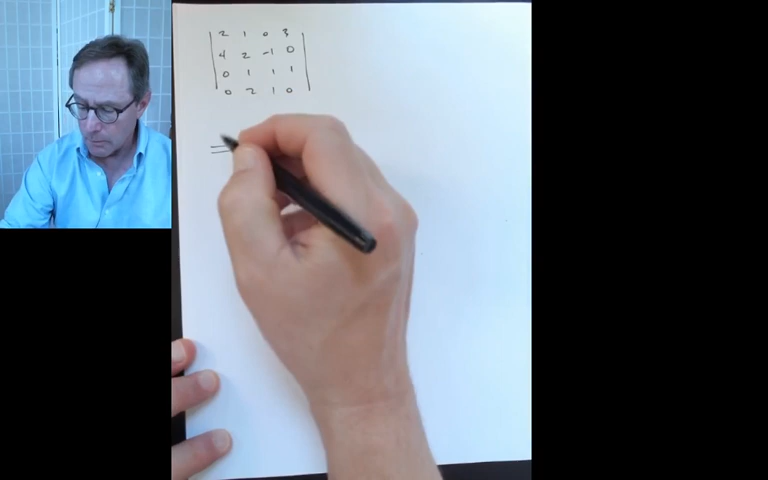 | 2 1 0 3 |
| 4 2 -1 0 |
| 0 1 1 1 |
| 0 2 1 0 |
=